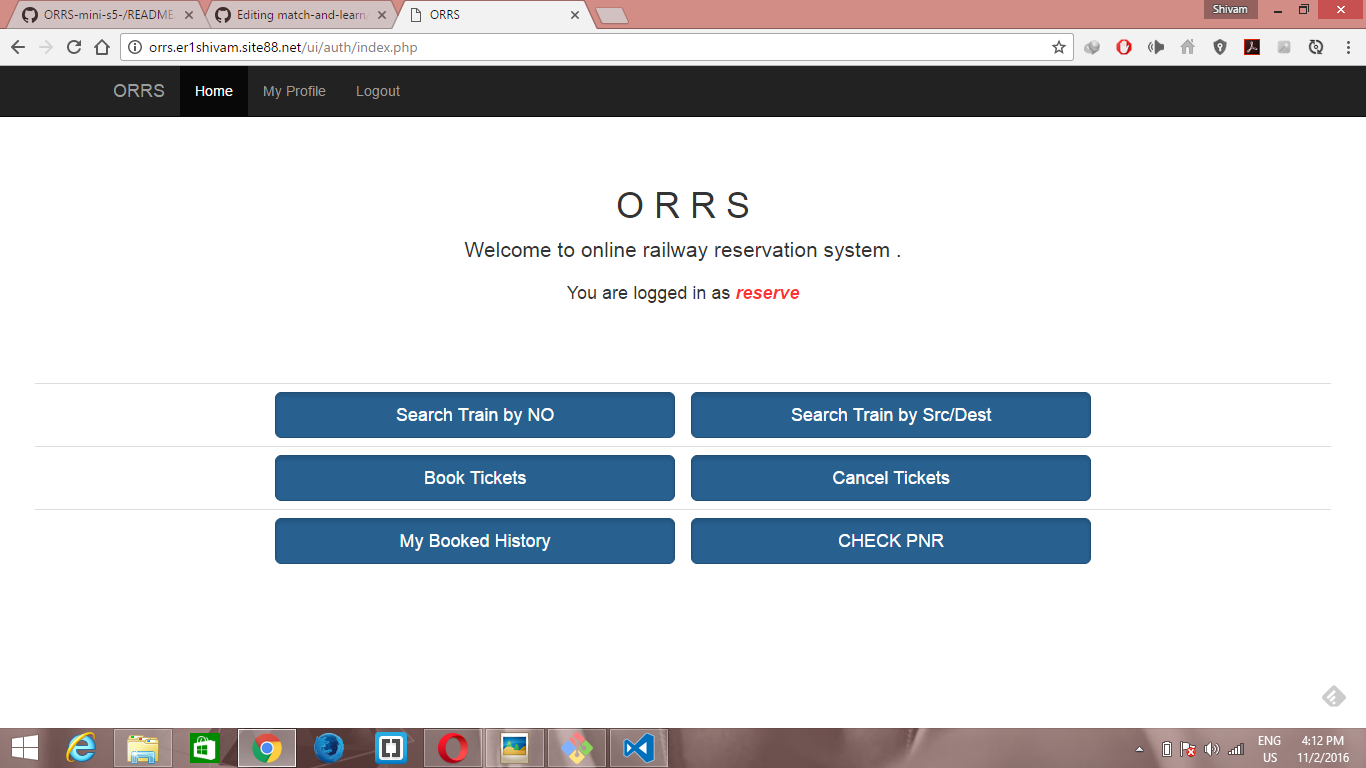 ORRS-mini-s5-/README
Editing match-and-learn
ORRS
Shivam
orrs.er1shivam.site88.net/ui/auth/index.php
ORRS Home My Profile Logout
O R R S
Welcome to online railway reservation system .
You are logged in as reserve
Search Train by NO Search Train by Src/Dest
Book Tickets Cancel Tickets
My Booked History CHECK PNR
ENG 4:12 PM
US 11/2/2016